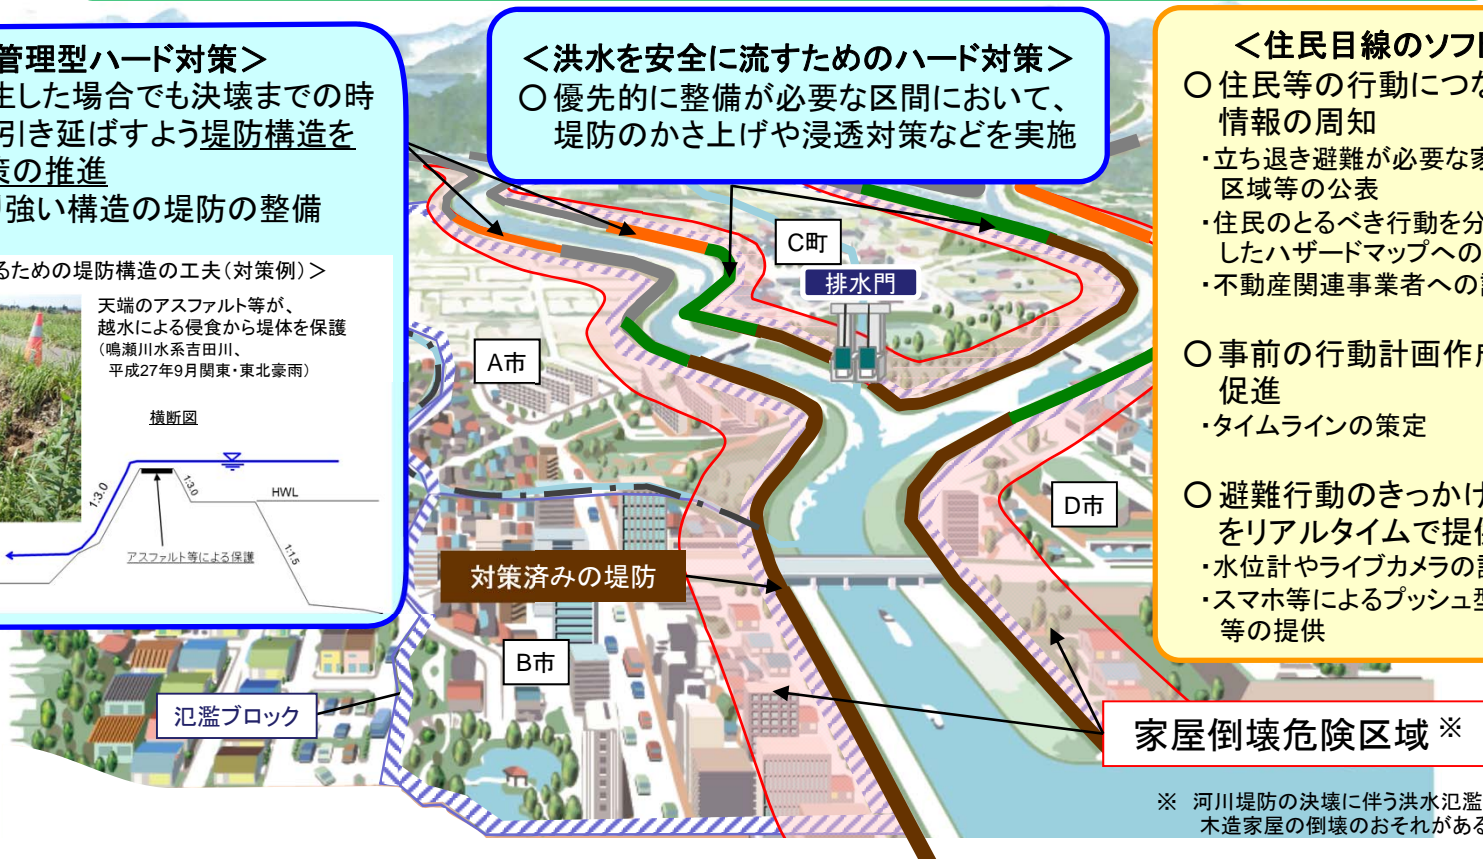 管理型ハード対策＞
生した場合でも決壊までの時
引き延ばすよう堤防構造を
策の推進
強い構造の堤防の整備
るための堤防構造の工夫(対策例)＞
天端のアスファルト等が、
越水による侵食から堤体を保護
(鳴瀬川水系吉田川、
平成27年9月関東・東北豪雨)
横断図
1:3.0
1:3.0
HWL
1:1.5
アスファルト等による保護
＜洪水を安全に流すためのハード対策＞
〇優先的に整備が必要な区間において、
堤防のかさ上げや浸透対策などを実施
＜住民目線のソフ
〇住民等の行動につな
情報の周知
・立ち退き避難が必要な家
区域等の公表
・住民のとるべき行動を分
したハザードマップへの
・不動産関連事業者への
〇事前の行動計画作
促進
・タイムラインの策定
〇避難行動のきっかけ
をリアルタイムで提供
・水位計やライブカメラの
・スマホ等によるプッシュ型
等の提供
C町
排水門
A市
D市
対策済みの堤防
B市
氾濫ブロック
家屋倒壊危険区域※
※ 河川堤防の決壊に伴う洪水氾濫
木造家屋の倒壊のおそれがある